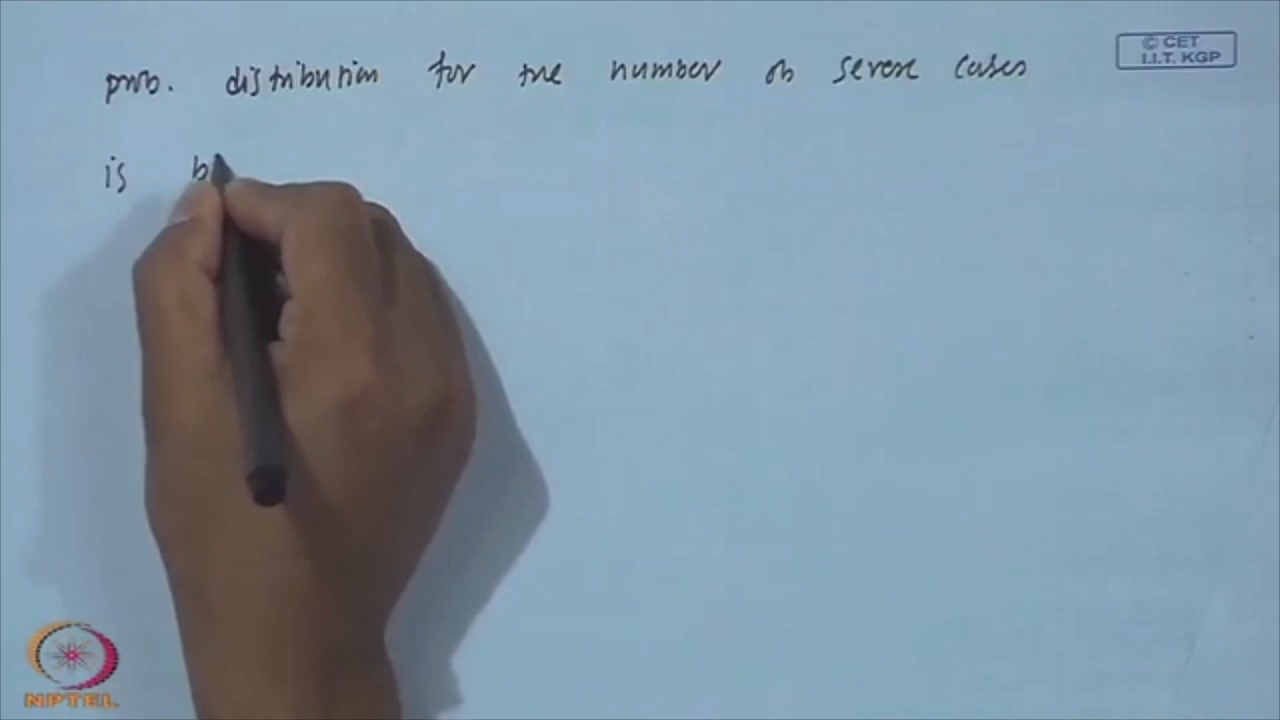 prob. distribution for the number of severe cases
is b
© CET
I.I.T. KGP
NPTEL